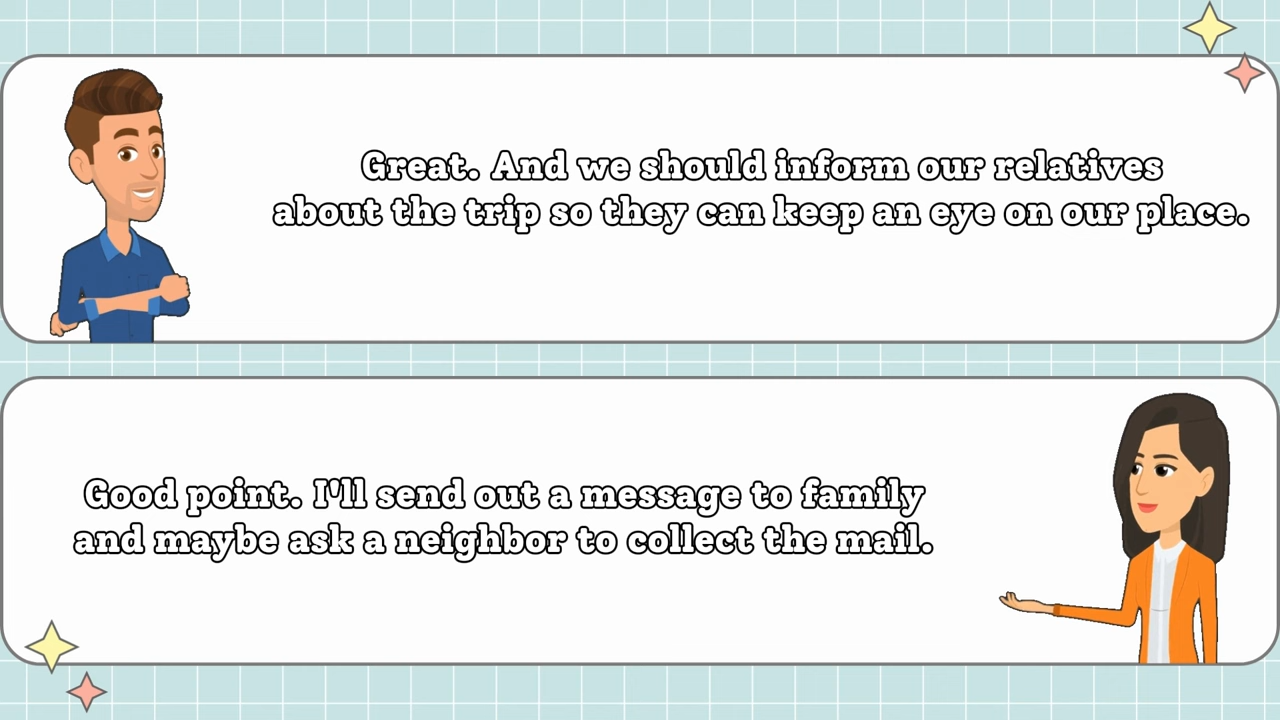 Great. And we should inform our relatives
about the trip so they can keep an eye on our place.
Good point. I'll send out a message to family
and maybe ask a neighbor to collect the mail.